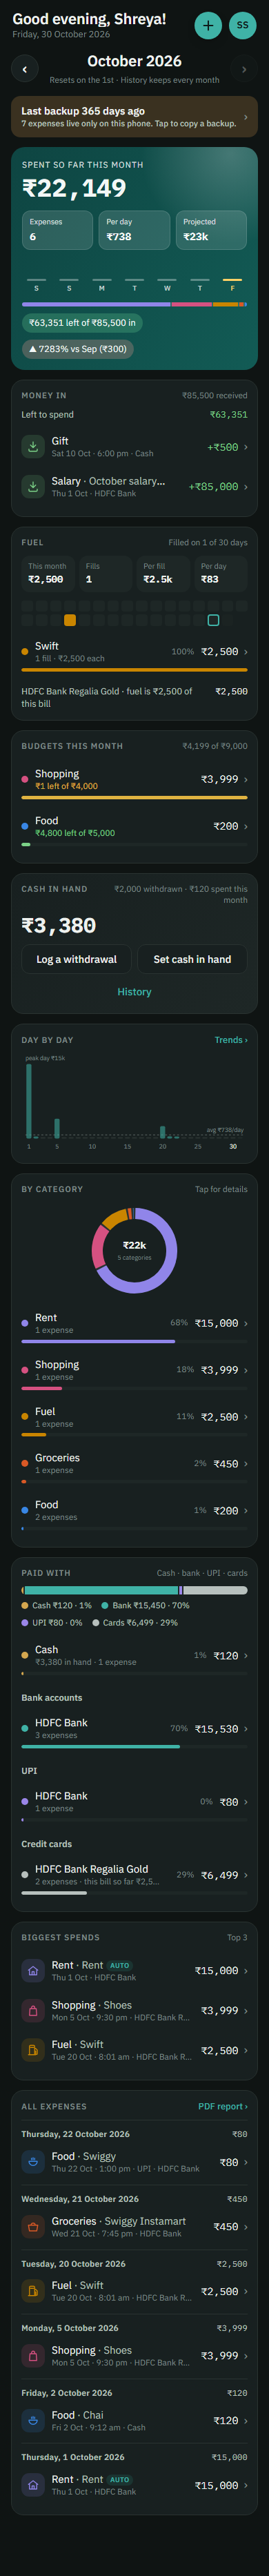 Good evening, Shreya!
Friday, 30 October 2026
+
SS
‹
October 2026
›
Resets on the 1st · History keeps every month
Last backup 365 days ago
7 expenses live only on this phone. Tap to copy a backup.
›
SPENT SO FAR THIS MONTH
₹22,149
Expenses
6
Per day
₹738
Projected
₹23k
S
S
M
T
W
T
F
₹63,351 left of ₹85,500 in
▲ 7283% vs Sep (₹300)
MONEY IN
₹85,500 received
Left to spend
₹63,351
Gift
+₹500 ›
Sat 10 Oct · 6:00 pm · Cash
Salary · October salary…
+₹85,000 ›
Thu 1 Oct · HDFC Bank
FUEL
Filled on 1 of 30 days
This month
₹2,500
Fills
1
Per fill
₹2.5k
Per day
₹83
Swift
100% ₹2,500 ›
1 fill · ₹2,500 each
HDFC Bank Regalia Gold · fuel is ₹2,500 of
this bill
₹2,500
BUDGETS THIS MONTH
₹4,199 of ₹9,000
Shopping
₹3,999 ›
₹1 left of ₹4,000
Food
₹200 ›
₹4,800 left of ₹5,000
CASH IN HAND
₹2,000 withdrawn · ₹120 spent this
month
₹3,380
Log a withdrawal
Set cash in hand
History
DAY BY DAY
Trends ›
peak day ₹15k
avg ₹738/day
1
5
10
15
20
25
30
BY CATEGORY
Tap for details
₹22k
5 categories
Rent
68% ₹15,000 ›
1 expense
Shopping
18% ₹3,999 ›
1 expense
Fuel
11% ₹2,500 ›
1 expense
Groceries
2% ₹450 ›
1 expense
Food
1% ₹200 ›
2 expenses
PAID WITH
Cash · bank · UPI · cards
Cash ₹120 · 1%
Bank ₹15,450 · 70%
UPI ₹80 · 0%
Cards ₹6,499 · 29%
Cash
1% ₹120 ›
₹3,380 in hand · 1 expense
Bank accounts
HDFC Bank
70% ₹15,530 ›
3 expenses
UPI
HDFC Bank
0% ₹80 ›
1 expense
Credit cards
HDFC Bank Regalia Gold
29% ₹6,499 ›
2 expenses · this bill so far ₹2,5…
BIGGEST SPENDS
Top 3
Rent · Rent AUTO
₹15,000 ›
Thu 1 Oct · HDFC Bank
Shopping · Shoes
₹3,999 ›
Mon 5 Oct · 9:30 pm · HDFC Bank R…
Fuel · Swift
₹2,500 ›
Tue 20 Oct · 8:01 am · HDFC Bank R…
ALL EXPENSES
PDF report ›
Thursday, 22 October 2026
₹80
Food · Swiggy
₹80 ›
Thu 22 Oct · 1:00 pm · UPI · HDFC Bank
Wednesday, 21 October 2026
₹450
Groceries · Swiggy Instamart
₹450 ›
Wed 21 Oct · 7:45 pm · HDFC Bank
Tuesday, 20 October 2026
₹2,500
Fuel · Swift
₹2,500 ›
Tue 20 Oct · 8:01 am · HDFC Bank R…
Monday, 5 October 2026
₹3,999
Shopping · Shoes
₹3,999 ›
Mon 5 Oct · 9:30 pm · HDFC Bank R…
Friday, 2 October 2026
₹120
Food · Chai
₹120 ›
Fri 2 Oct · 9:12 am · Cash
Thursday, 1 October 2026
₹15,000
Rent · Rent AUTO
₹15,000 ›
Thu 1 Oct · HDFC Bank